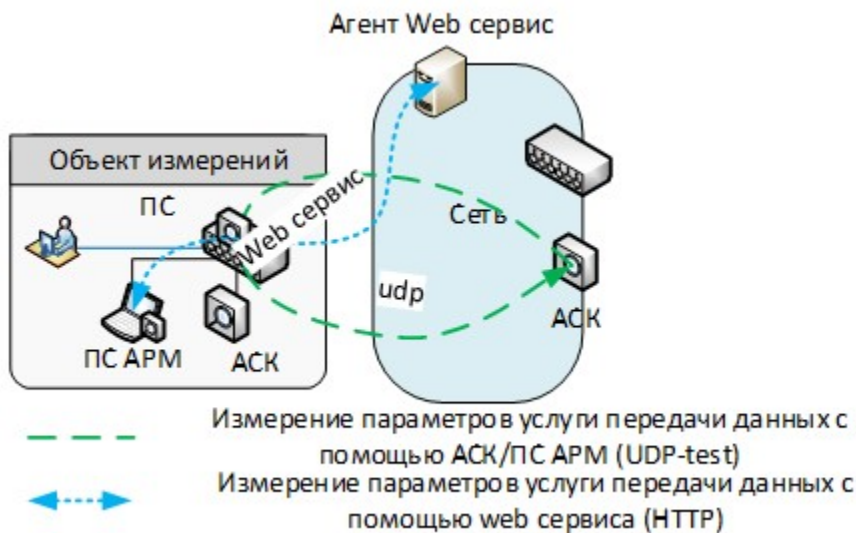 Агент Web сервис
Объект измерений
ПС
Web сервис
Сеть
udp
АСК
ПС АРМ
АСК
Измерение параметров услуги передачи данных с
помощью АСК/ПС АРМ (UDP-test)
Измерение параметров услуги передачи данных с
помощью web сервиса (HTTP)